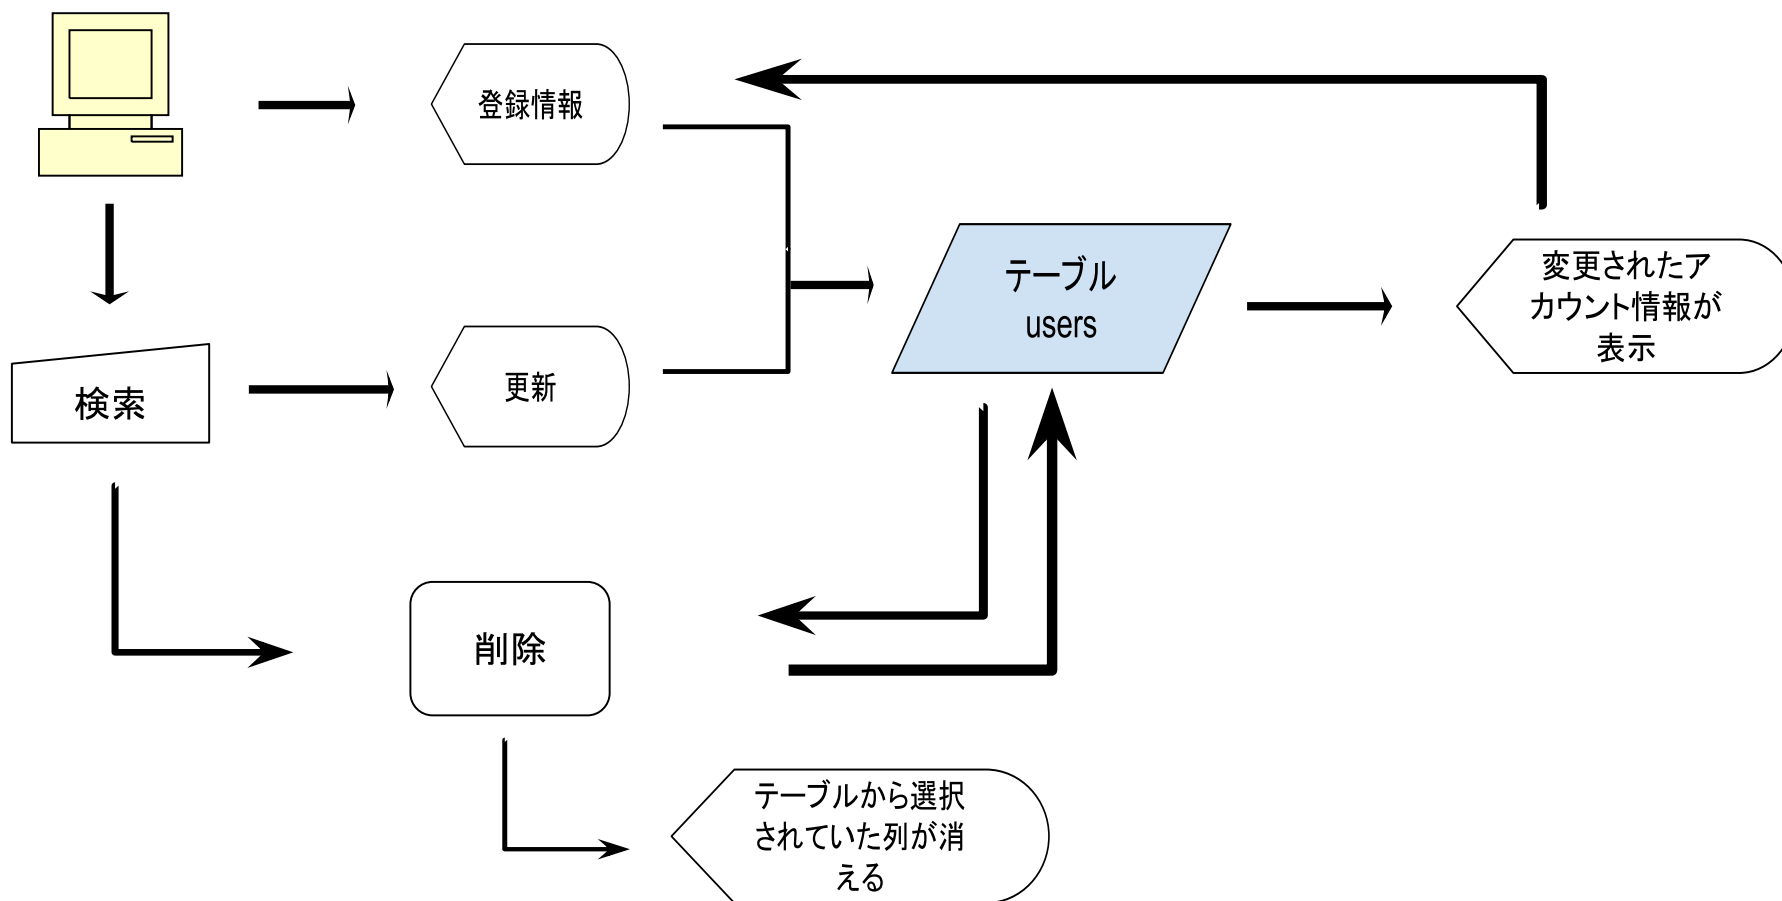 登録情報
テーブル
users
変更されたア
カウント情報が
表示
検索
更新
削除
テーブルから選択
されていた列が消
える